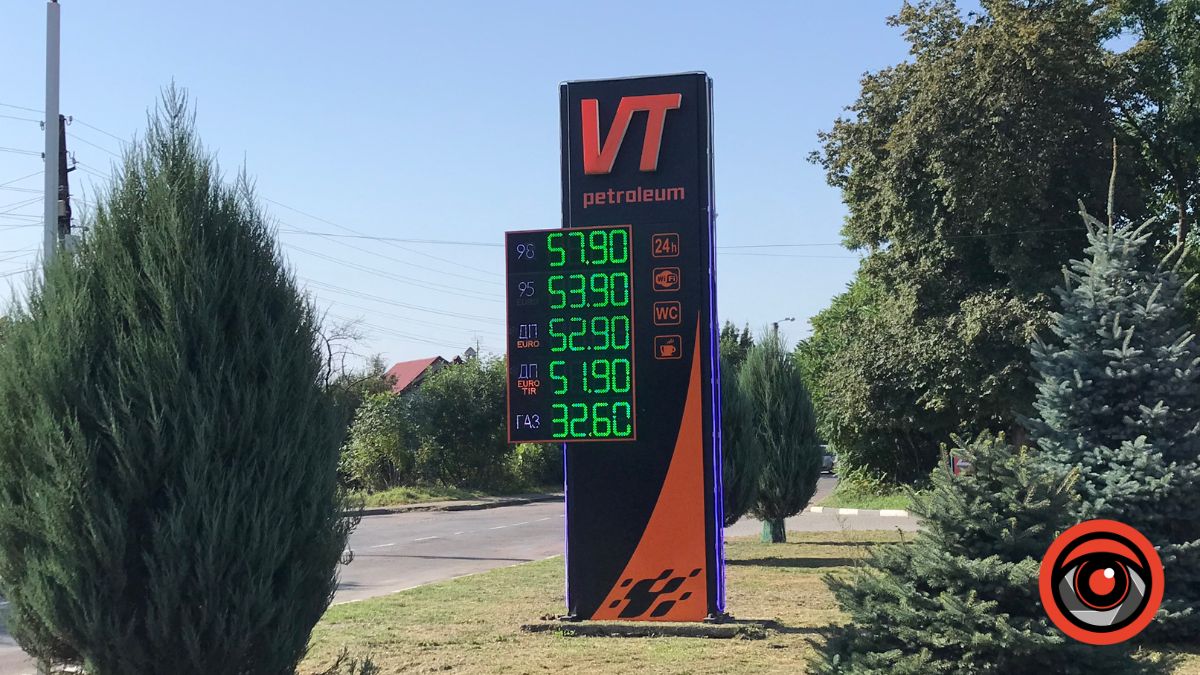 VT
petroleum
98 57.90
95 53.90
EURO
ДП 52.90
EURO
ДП 51.90
EURO
TIR
ГАЗ 32.60
24h
WiFi
WC